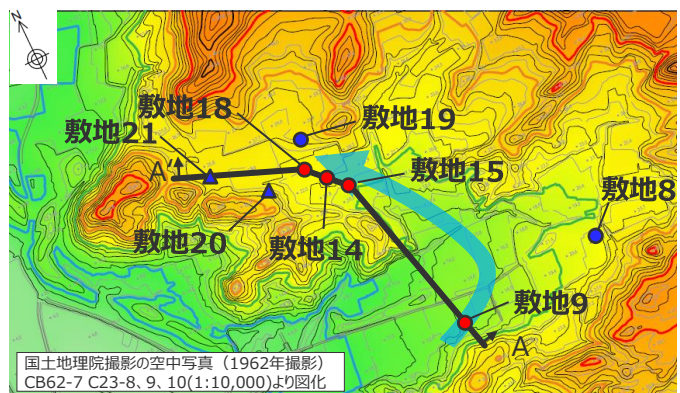 N
敷地18
敷地19
敷地21
A'
敷地15
敷地8
敷地20
敷地14
敷地9
A
国土地理院撮影の空中写真（1962年撮影）
CB62-7 C23-8、9、10(1:10,000)より図化